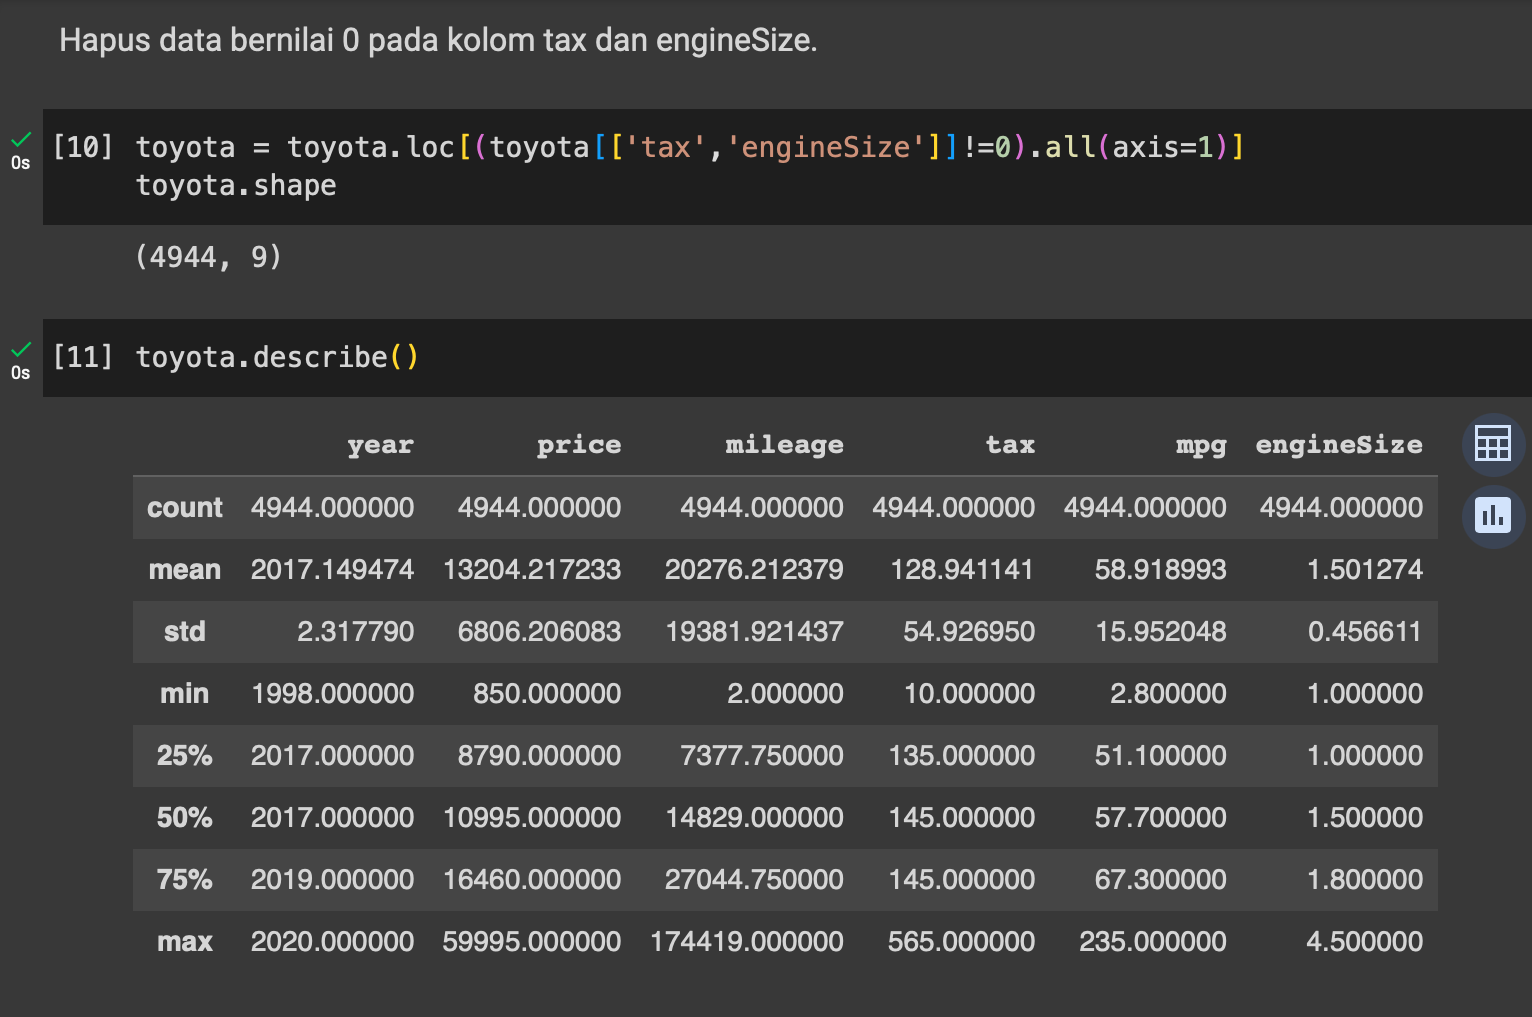 Hapus data bernilai 0 pada kolom tax dan engineSize.
0s
[10] toyota = toyota.loc[(toyota[['tax','engineSize']]!=0).all(axis=1)]
toyota.shape
(4944, 9)
0s
[11] toyota.describe()
year price mileage tax mpg engineSize
count 4944.000000 4944.000000 4944.000000 4944.000000 4944.000000 4944.000000
mean 2017.149474 13204.217233 20276.212379 128.941141 58.918993 1.501274
std 2.317790 6806.206083 19381.921437 54.926950 15.952048 0.456611
min 1998.000000 850.000000 2.000000 10.000000 2.800000 1.000000
25% 2017.000000 8790.000000 7377.750000 135.000000 51.100000 1.000000
50% 2017.000000 10995.000000 14829.000000 145.000000 57.700000 1.500000
75% 2019.000000 16460.000000 27044.750000 145.000000 67.300000 1.800000
max 2020.000000 59995.000000 174419.000000 565.000000 235.000000 4.500000